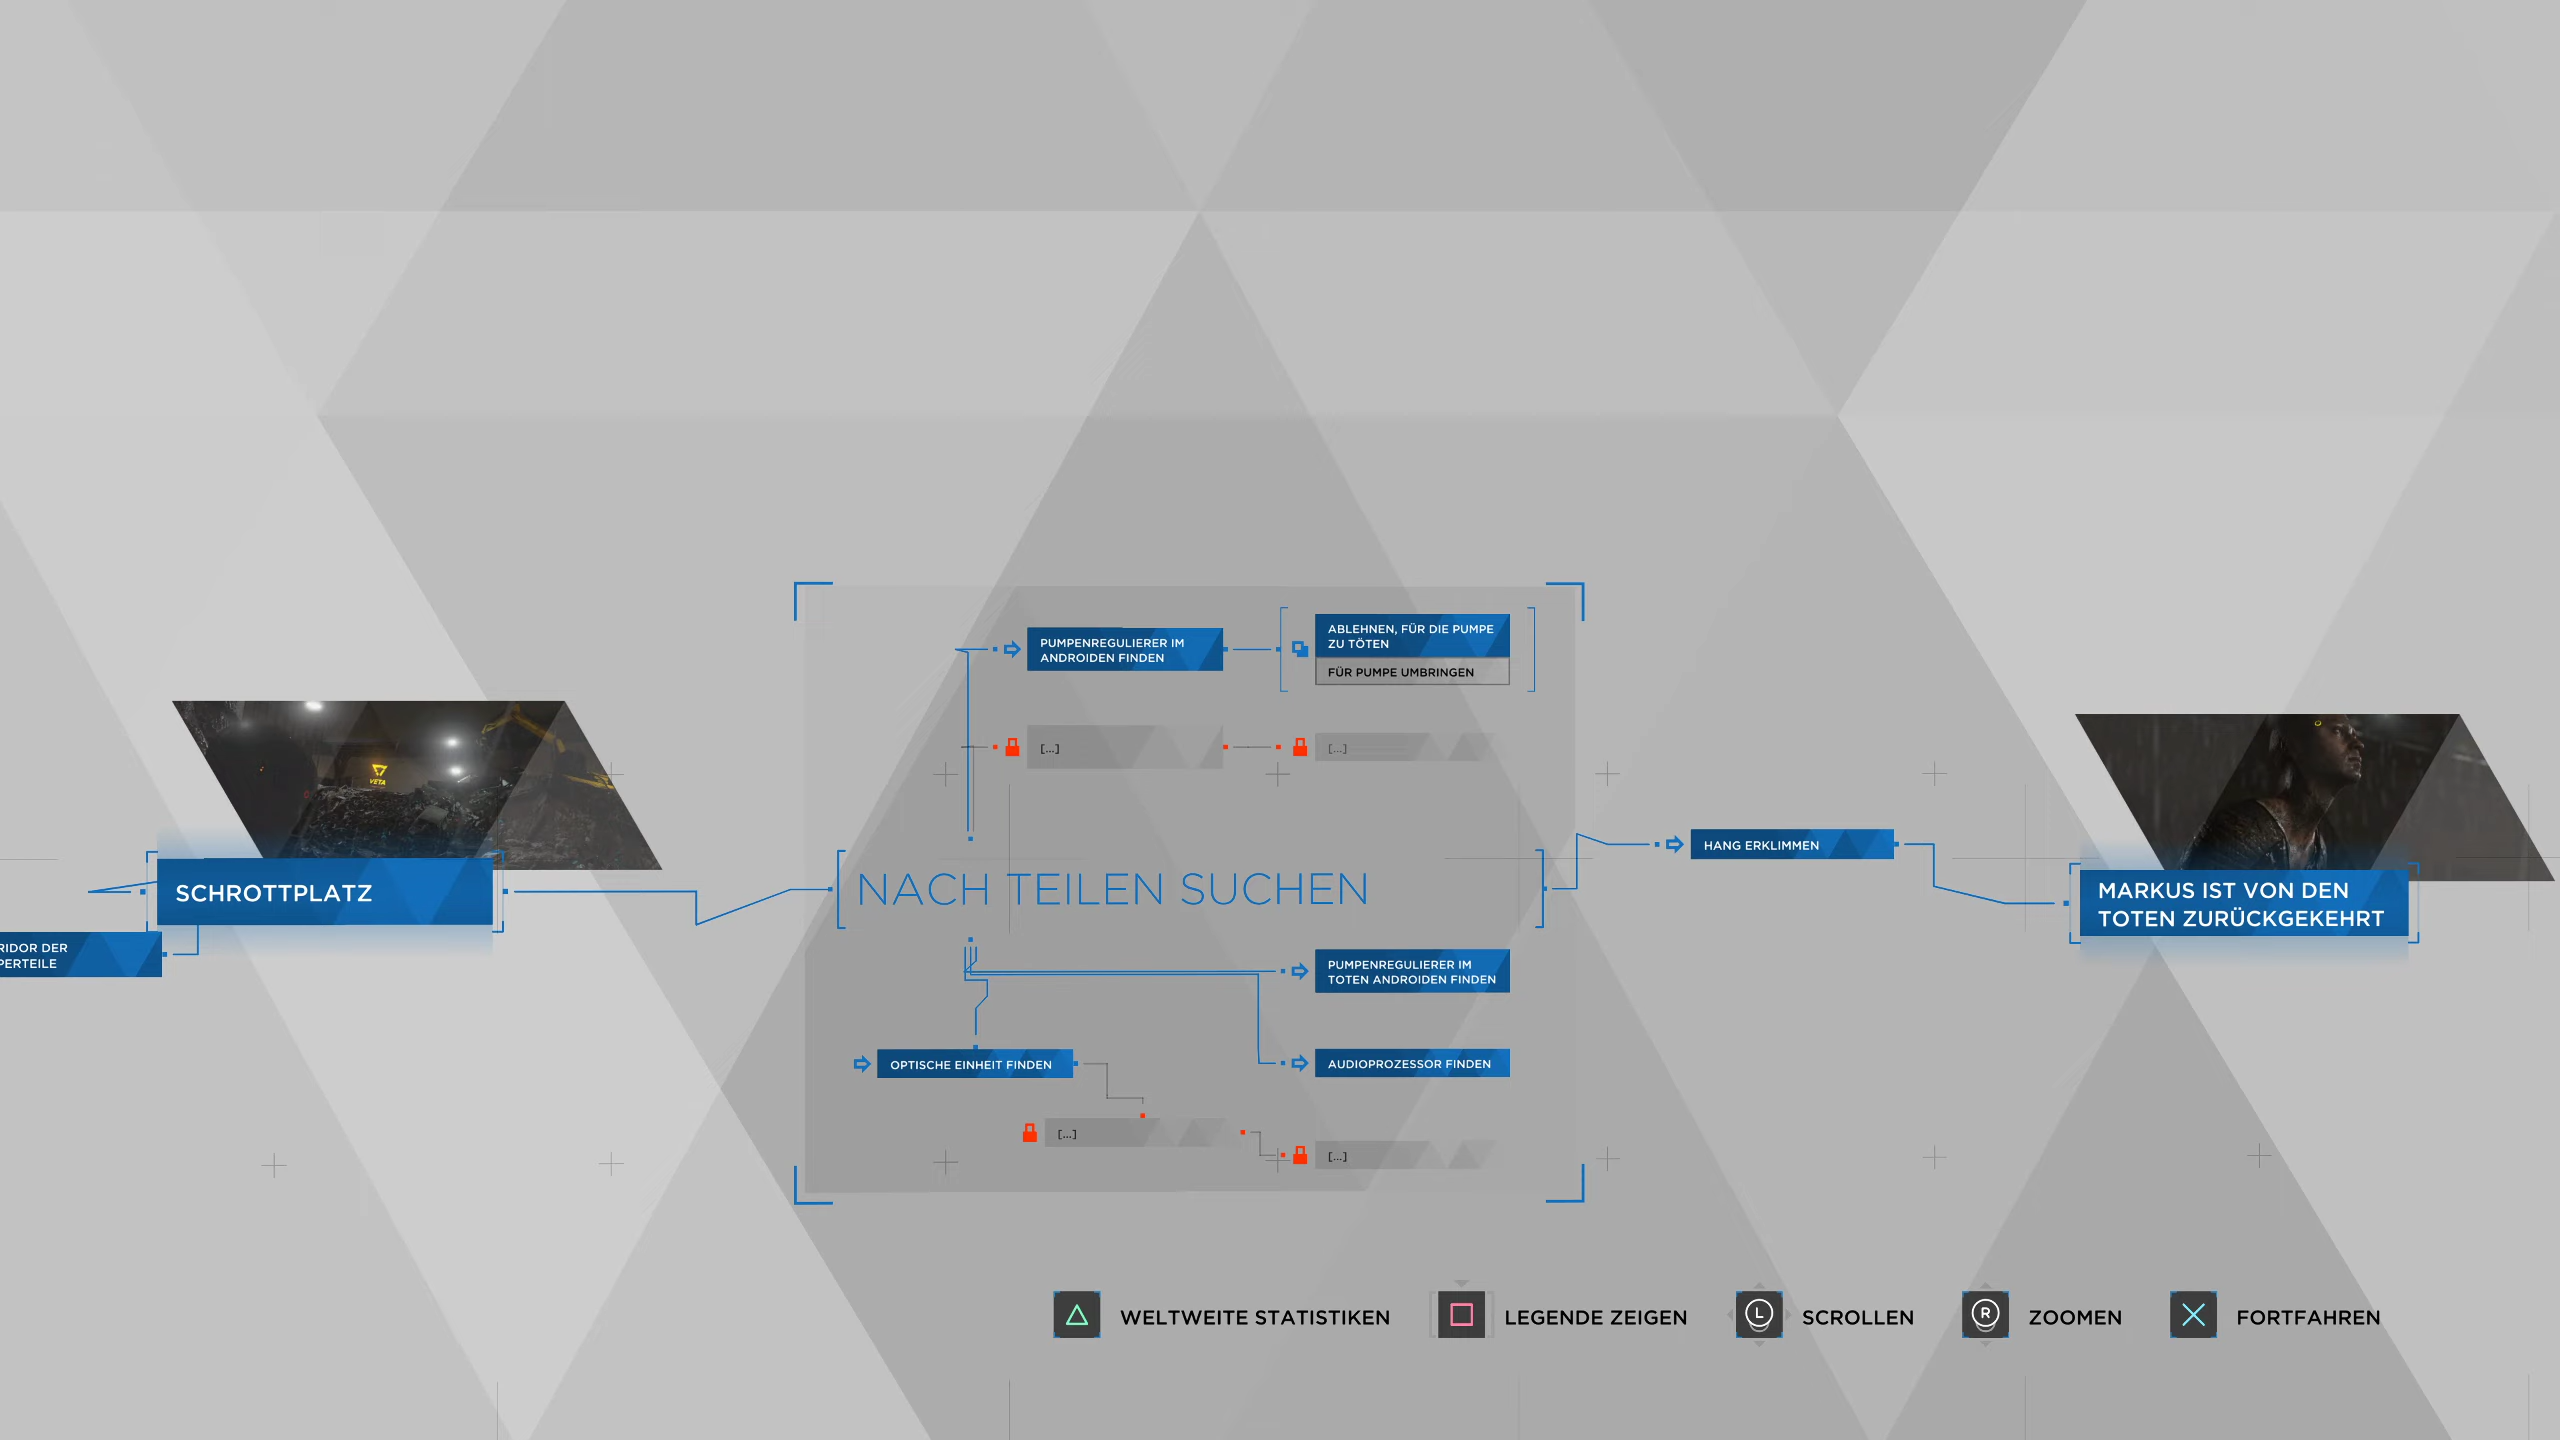 PUMPENREGULIERER IM
ANDROIDEN FINDEN
ABLEHNEN, FÜR DIE PUMPE
ZU TÖTEN
FÜR PUMPE UMBRINGEN
[...]
[...]
VETA
SCHROTTPLATZ
RIDOR DER
PERTEILE
NACH TEILEN SUCHEN
HANG ERKLIMMEN
MARKUS IST VON DEN
TOTEN ZURÜCKGEKEHRT
PUMPENREGULIERER IM
TOTEN ANDROIDEN FINDEN
OPTISCHE EINHEIT FINDEN
AUDIOPROZESSOR FINDEN
[...]
[...]
WELTWEITE STATISTIKEN
LEGENDE ZEIGEN
L SCROLLEN
R ZOOMEN
FORTFAHREN